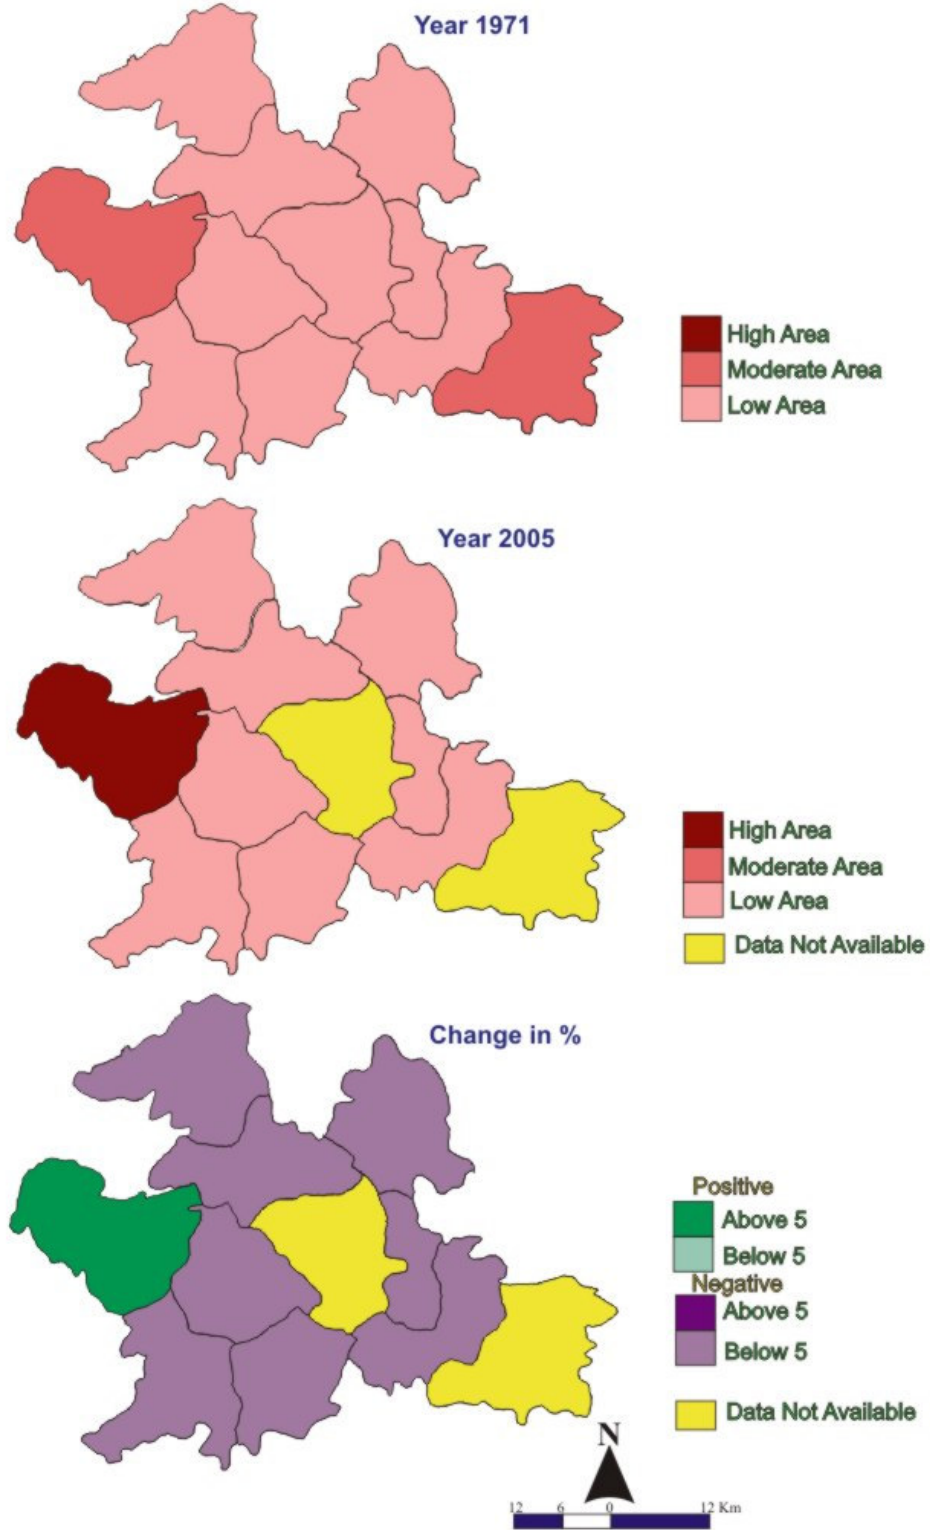 Year 1971
High Area
Moderate Area
Low Area
Year 2005
High Area
Moderate Area
Low Area
Data Not Available
Change in %
Positive
Above 5
Below 5
Negative
Above 5
Below 5
Data Not Available
N
12 6 0 12 Km